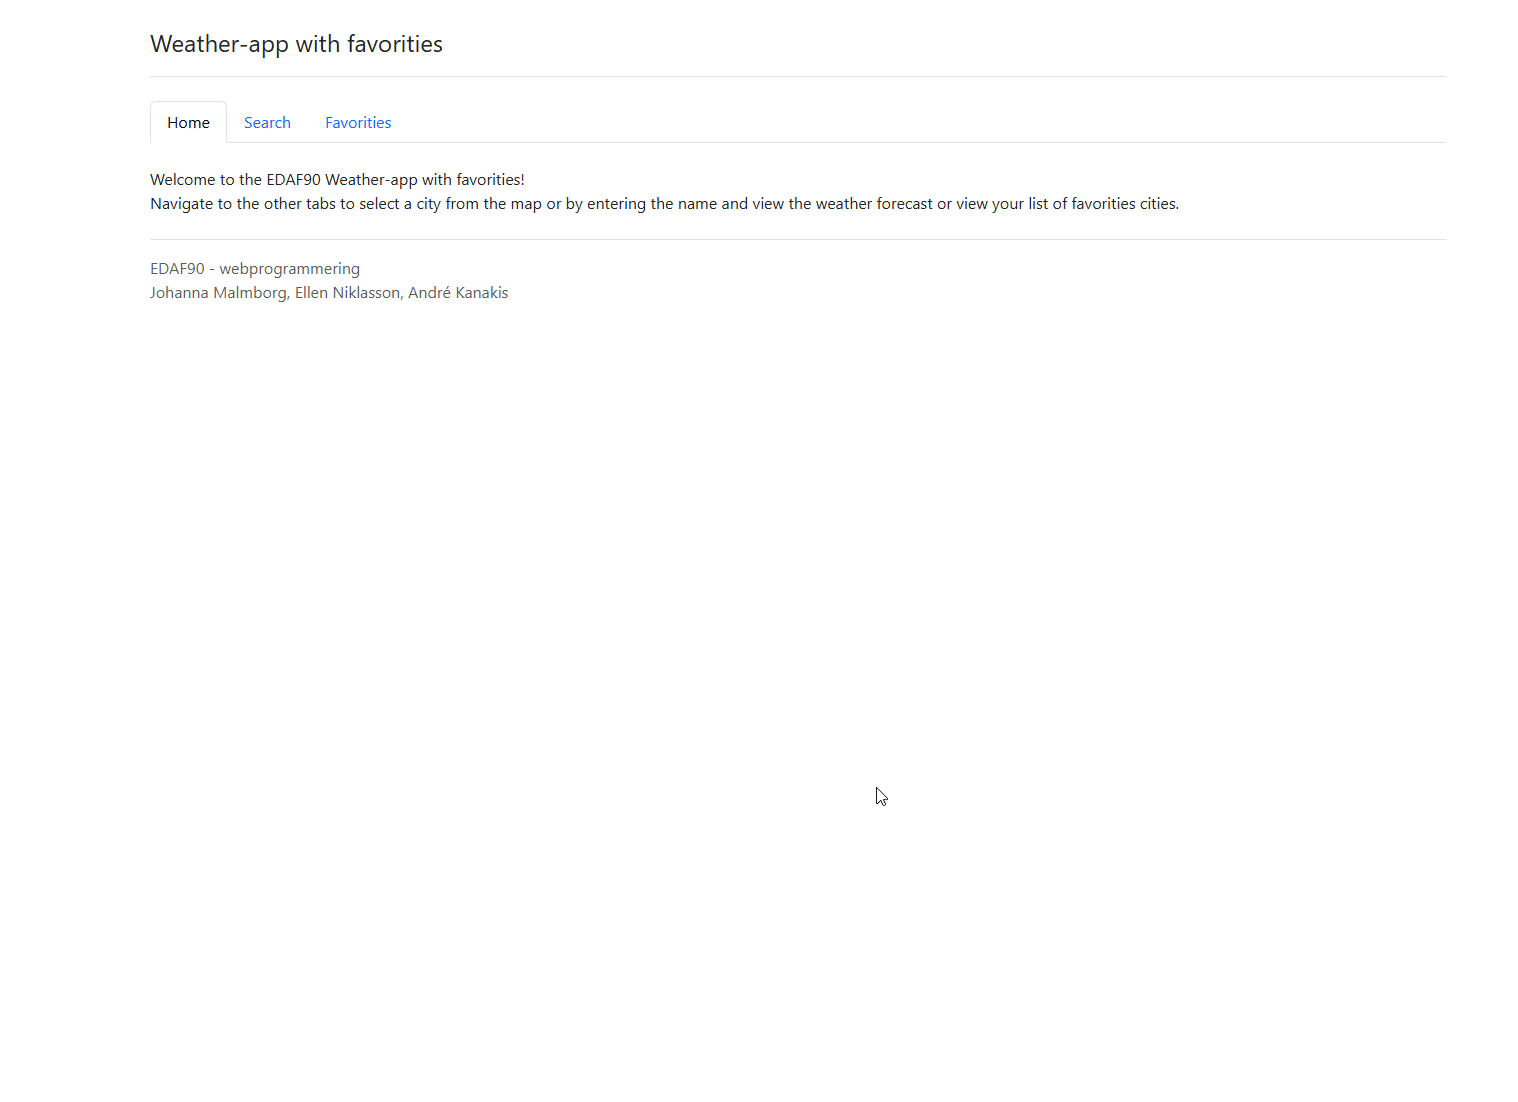 Weather-app with favorities
Home Search Favorities
Welcome to the EDAF90 Weather-app with favorities!
Navigate to the other tabs to select a city from the map or by entering the name and view the weather forecast or view your list of favorities cities.
EDAF90 - webprogrammering
Johanna Malmborg, Ellen Niklasson, André Kanakis